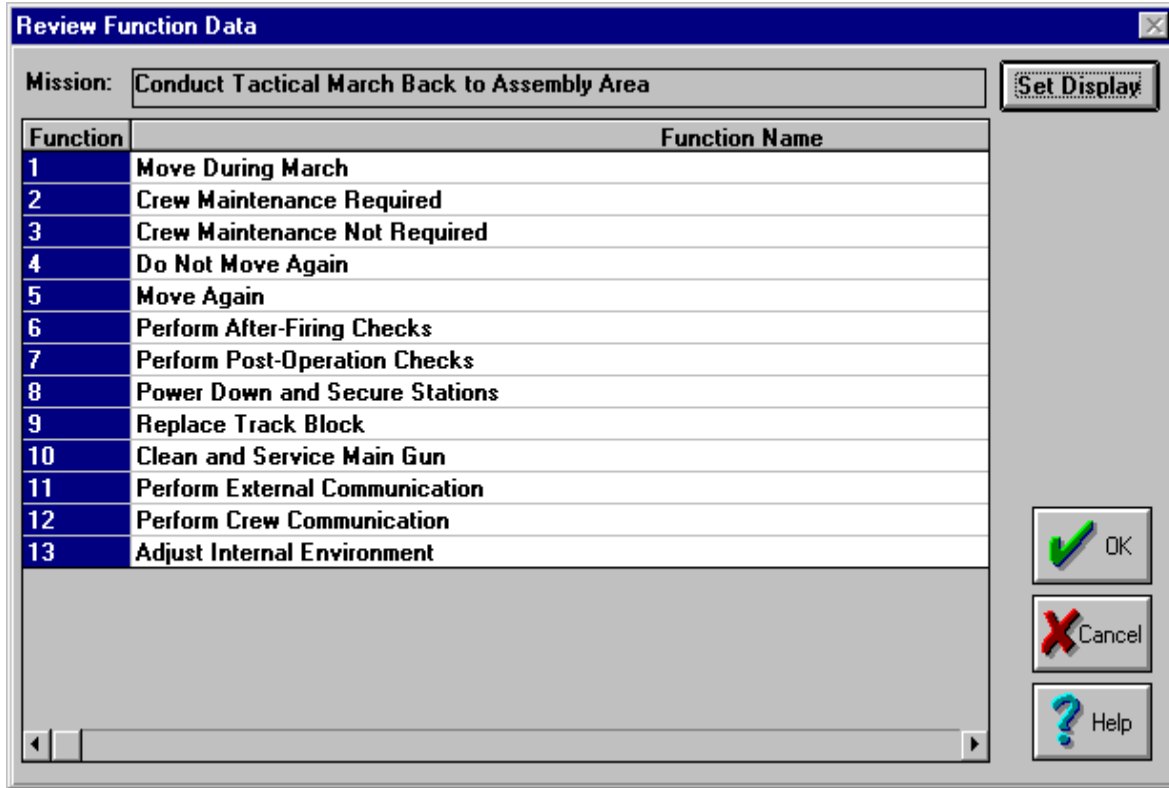 Review Function Data
Mission: Conduct Tactical March Back to Assembly Area Set Display
Function Function Name
1 Move During March
2 Crew Maintenance Required
3 Crew Maintenance Not Required
4 Do Not Move Again
5 Move Again
6 Perform After-Firing Checks
7 Perform Post-Operation Checks
8 Power Down and Secure Stations
9 Replace Track Block
10 Clean and Service Main Gun
11 Perform External Communication
12 Perform Crew Communication
13 Adjust Internal Environment
OK
Cancel
Help